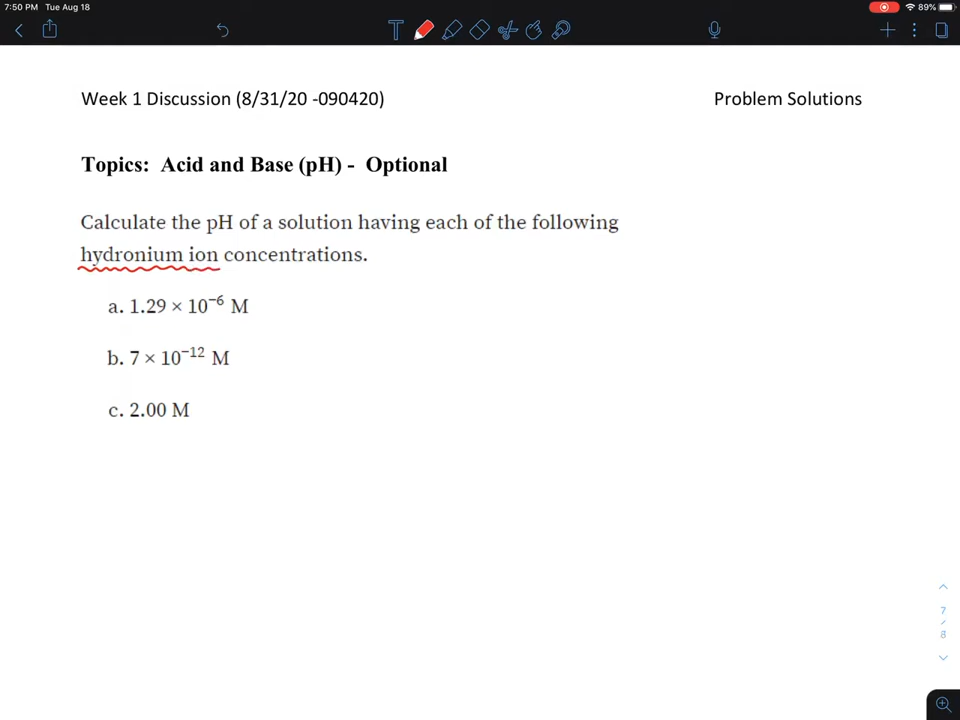 7:50 PM Tue Aug 18
89%
Week 1 Discussion (8/31/20 -090420) Problem Solutions
Topics: Acid and Base (pH) - Optional
Calculate the pH of a solution having each of the following
hydronium ion concentrations.
a. 1.29 × 10⁻⁶ M
b. 7 × 10⁻¹² M
c. 2.00 M
7
/
8